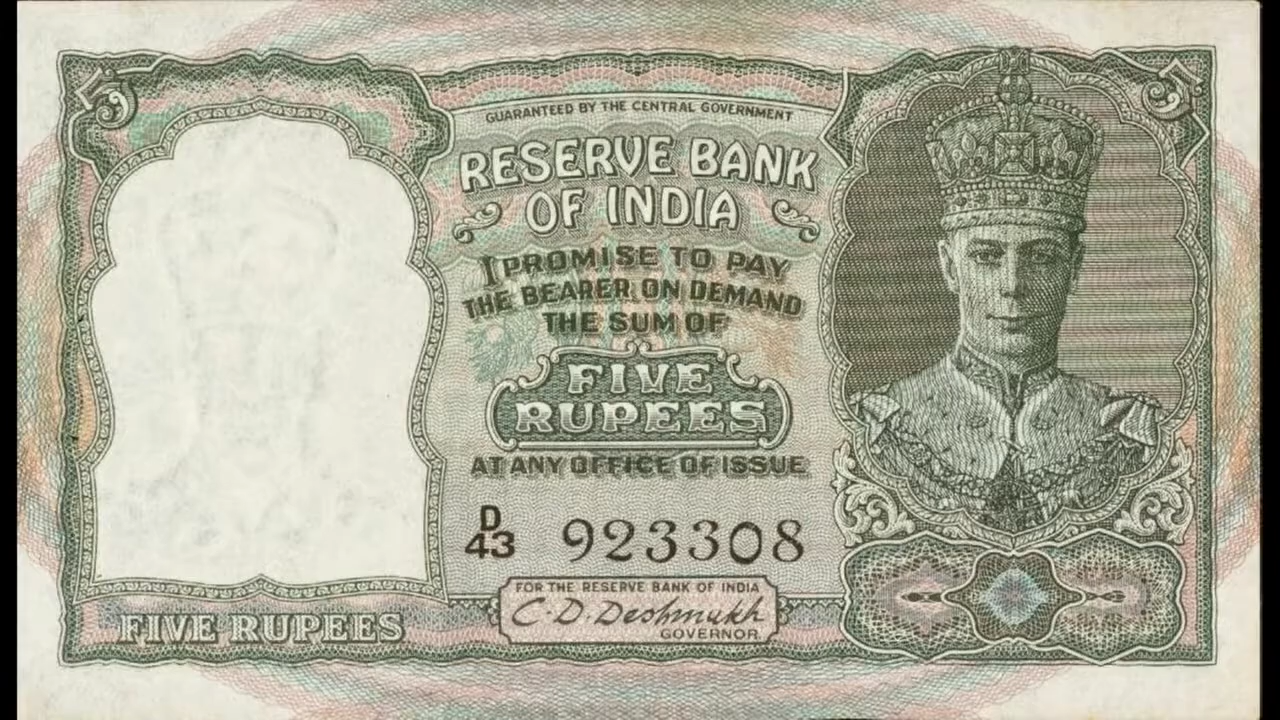 5
5
GUARANTEED BY THE CENTRAL GOVERNMENT
RESERVE BANK
OF INDIA
I PROMISE TO PAY
THE BEARER ON DEMAND
THE SUM OF
FIVE
RUPEES
AT ANY OFFICE OF ISSUE
D
43 923308
FOR THE RESERVE BANK OF INDIA
C. D. Deshmukh
GOVERNOR.
FIVE RUPEES